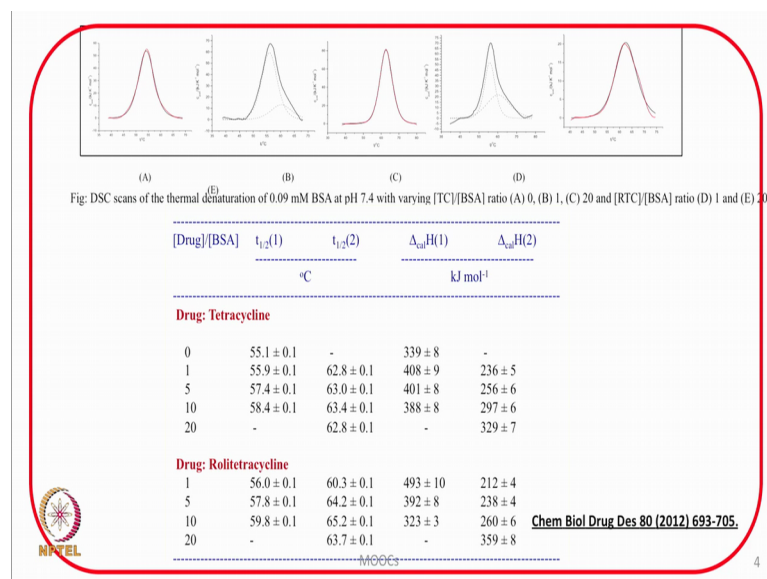 (A) (B) (C) (D)
(E)
Fig: DSC scans of the thermal denaturation of 0.09 mM BSA at pH 7.4 with varying [TC]/[BSA] ratio (A) 0, (B) 1, (C) 20 and [RTC]/[BSA] ratio (D) 1 and (E) 20
[Drug]/[BSA] t1/2(1) t1/2(2) ΔcalH(1) ΔcalH(2)
oC kJ mol-1
Drug: Tetracycline
0 55.1 ± 0.1 - 339 ± 8 -
1 55.9 ± 0.1 62.8 ± 0.1 408 ± 9 236 ± 5
5 57.4 ± 0.1 63.0 ± 0.1 401 ± 8 256 ± 6
10 58.4 ± 0.1 63.4 ± 0.1 388 ± 8 297 ± 6
20 - 62.8 ± 0.1 - 329 ± 7
Drug: Rolitetracycline
1 56.0 ± 0.1 60.3 ± 0.1 493 ± 10 212 ± 4
5 57.8 ± 0.1 64.2 ± 0.1 392 ± 8 238 ± 4
10 59.8 ± 0.1 65.2 ± 0.1 323 ± 3 260 ± 6 Chem Biol Drug Des 80 (2012) 693-705.
20 - 63.7 ± 0.1 - 359 ± 8
NPTEL
MOOCs
4